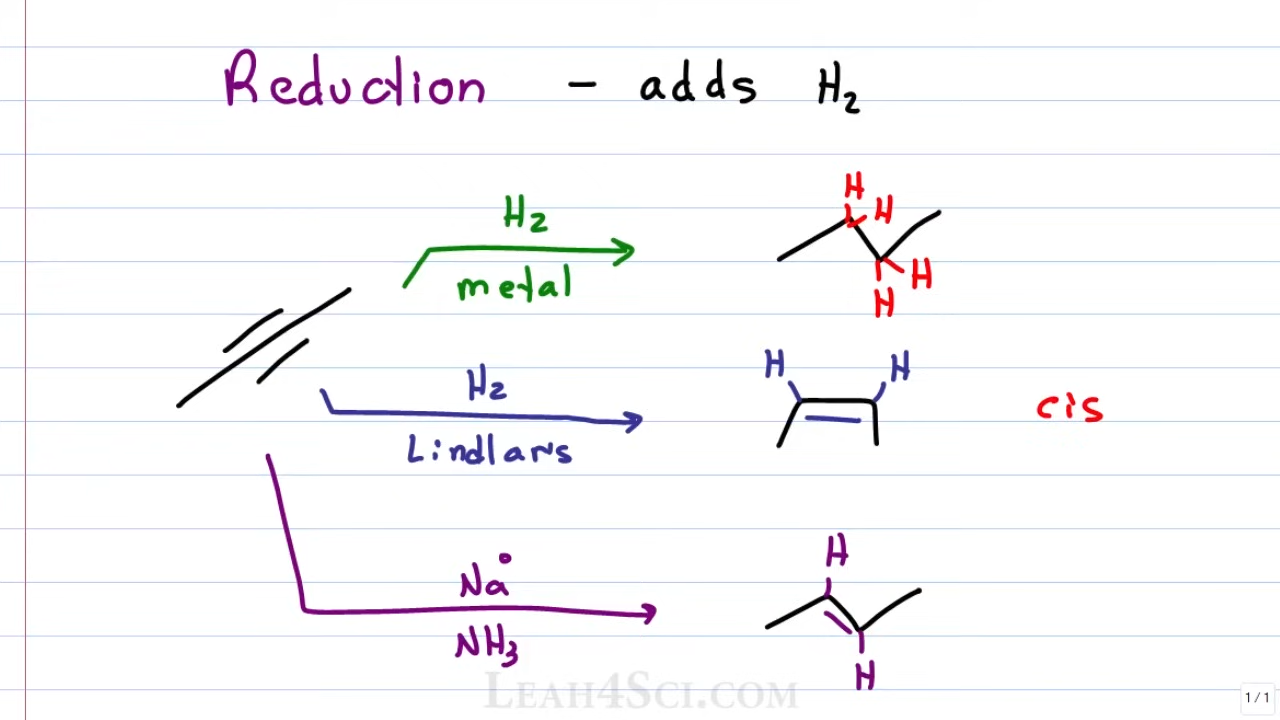 Reduction - adds H₂
H₂
metal
H
H
H
H
H₂
Lindlars
H H
cis
Na°
NH₃
H
H
LEAH4SCI.COM
1/1